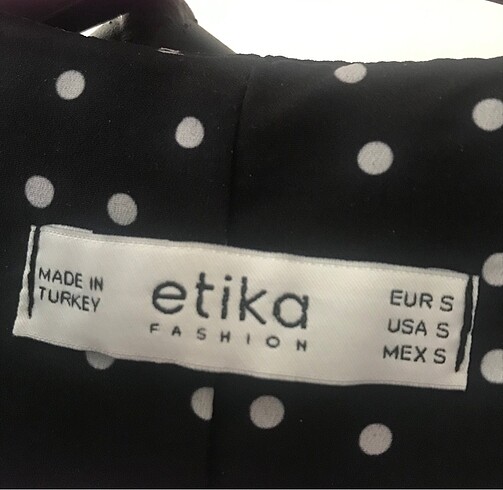 MADE IN
TURKEY
etika
FASHION
EUR S
USA S
MEX S